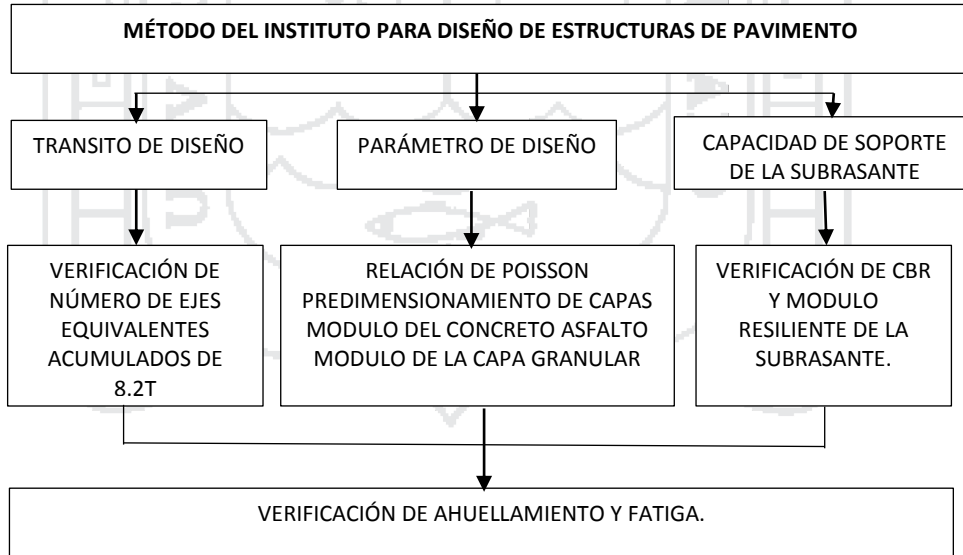 MÉTODO DEL INSTITUTO PARA DISEÑO DE ESTRUCTURAS DE PAVIMENTO
TRANSITO DE DISEÑO
PARÁMETRO DE DISEÑO
CAPACIDAD DE SOPORTE
DE LA SUBRASANTE
VERIFICACIÓN DE
NÚMERO DE EJES
EQUIVALENTES
ACUMULADOS DE
8.2T
RELACIÓN DE POISSON
PREDIMENSIONAMIENTO DE CAPAS
MODULO DEL CONCRETO ASFALTO
MODULO DE LA CAPA GRANULAR
VERIFICACIÓN DE CBR
Y MODULO
RESILIENTE DE LA
SUBRASANTE.
VERIFICACIÓN DE AHUELLAMIENTO Y FATIGA.